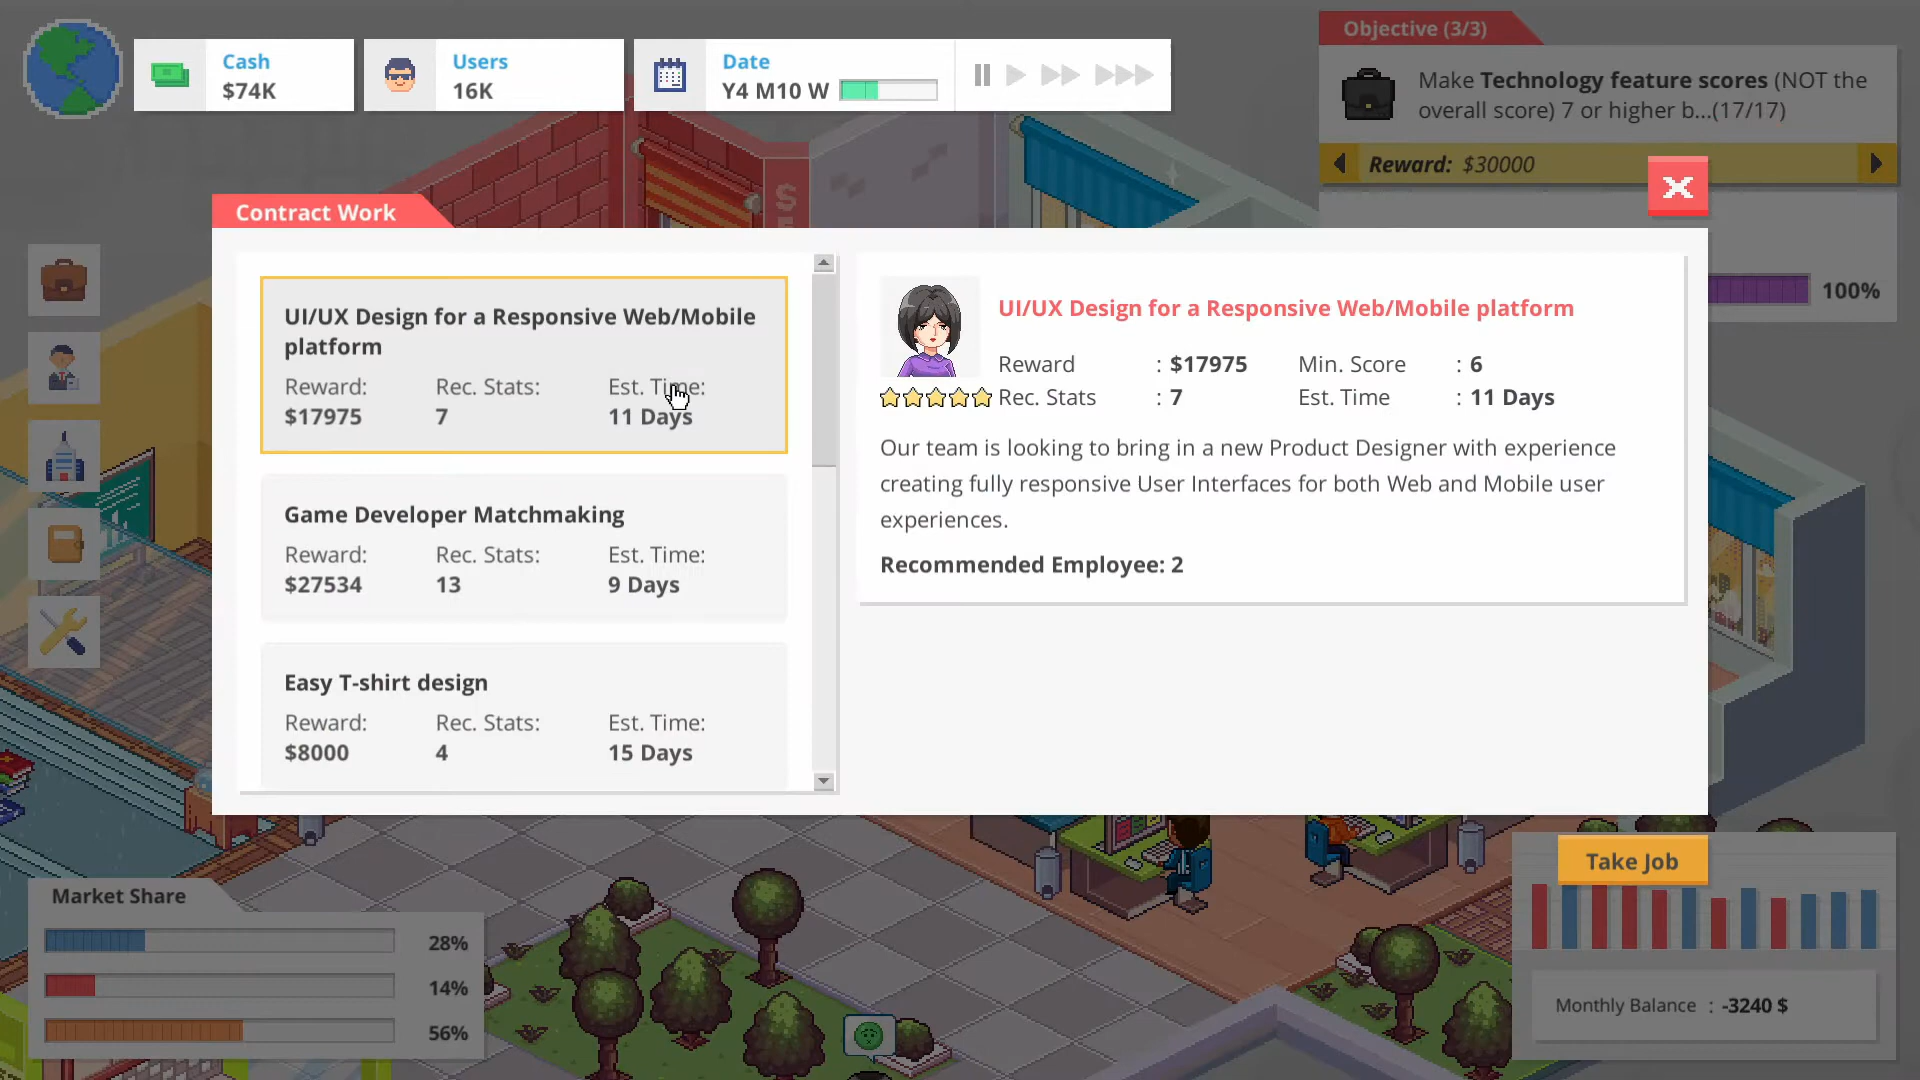 Cash
$74K
Users
16K
Date
Y4 M10 W
Objective (3/3)
Make Technology feature scores (NOT the
overall score) 7 or higher b...(17/17)
Reward: $30000
100%
Contract Work
UI/UX Design for a Responsive Web/Mobile
platform
Reward: Rec. Stats: Est. Time:
$17975 7 11 Days
Game Developer Matchmaking
Reward: Rec. Stats: Est. Time:
$27534 13 9 Days
Easy T-shirt design
Reward: Rec. Stats: Est. Time:
$8000 4 15 Days
UI/UX Design for a Responsive Web/Mobile platform
Reward : $17975 Min. Score : 6
Rec. Stats : 7 Est. Time : 11 Days
Our team is looking to bring in a new Product Designer with experience
creating fully responsive User Interfaces for both Web and Mobile user
experiences.
Recommended Employee: 2
Take Job
Market Share
28%
14%
56%
Monthly Balance : -3240 $